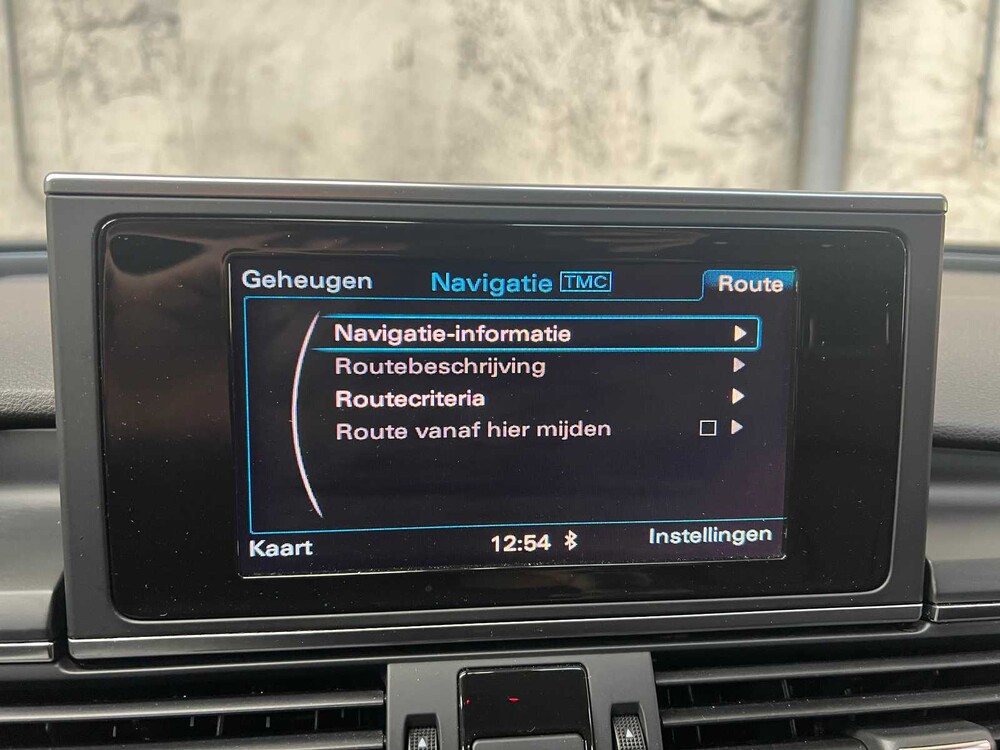 Geheugen Navigatie TMC Route
Navigatie-informatie
Routebeschrijving
Routecriteria
Route vanaf hier mijden
Kaart 12:54 Instellingen